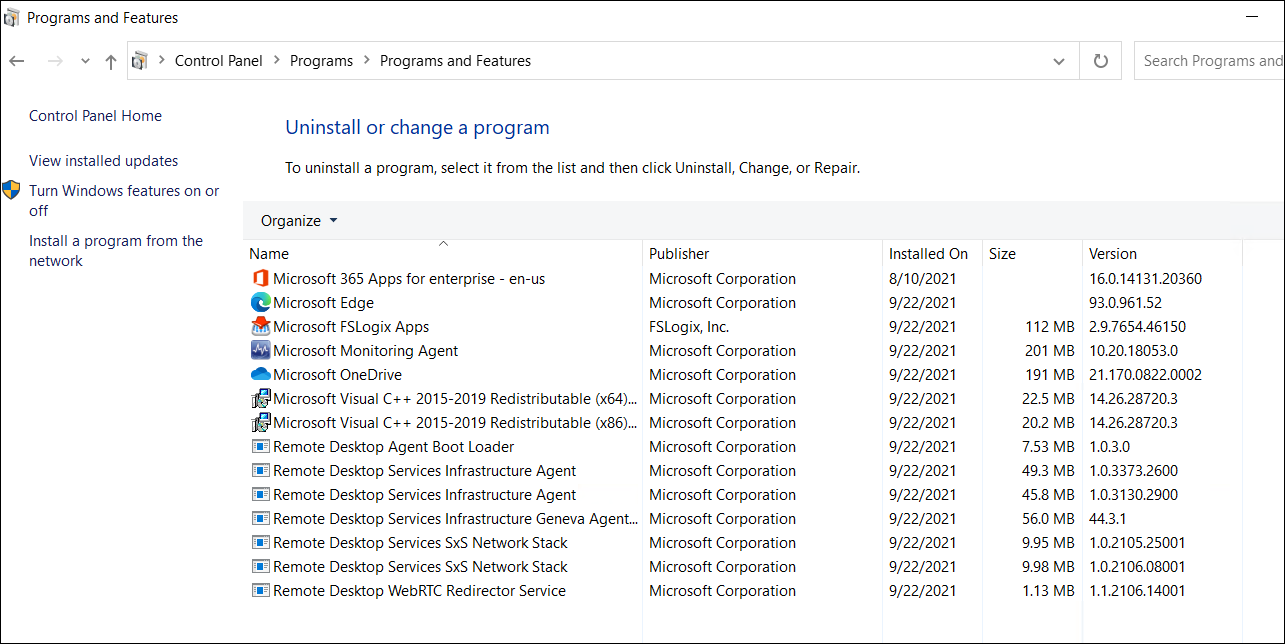 Programs and Features
Control Panel > Programs > Programs and Features
Search Programs and
Control Panel Home
View installed updates
Turn Windows features on or
off
Install a program from the
network
Uninstall or change a program
To uninstall a program, select it from the list and then click Uninstall, Change, or Repair.
Organize
Name Publisher Installed On Size Version
Microsoft 365 Apps for enterprise - en-us Microsoft Corporation 8/10/2021 16.0.14131.20360
Microsoft Edge Microsoft Corporation 9/22/2021 93.0.961.52
Microsoft FSLogix Apps FSLogix, Inc. 9/22/2021 112 MB 2.9.7654.46150
Microsoft Monitoring Agent Microsoft Corporation 9/22/2021 201 MB 10.20.18053.0
Microsoft OneDrive Microsoft Corporation 9/22/2021 191 MB 21.170.0822.0002
Microsoft Visual C++ 2015-2019 Redistributable (x64)... Microsoft Corporation 9/22/2021 22.5 MB 14.26.28720.3
Microsoft Visual C++ 2015-2019 Redistributable (x86)... Microsoft Corporation 9/22/2021 20.2 MB 14.26.28720.3
Remote Desktop Agent Boot Loader Microsoft Corporation 9/22/2021 7.53 MB 1.0.3.0
Remote Desktop Services Infrastructure Agent Microsoft Corporation 9/22/2021 49.3 MB 1.0.3373.2600
Remote Desktop Services Infrastructure Agent Microsoft Corporation 9/22/2021 45.8 MB 1.0.3130.2900
Remote Desktop Services Infrastructure Geneva Agent... Microsoft Corporation 9/22/2021 56.0 MB 44.3.1
Remote Desktop Services SxS Network Stack Microsoft Corporation 9/22/2021 9.95 MB 1.0.2105.25001
Remote Desktop Services SxS Network Stack Microsoft Corporation 9/22/2021 9.98 MB 1.0.2106.08001
Remote Desktop WebRTC Redirector Service Microsoft Corporation 9/22/2021 1.13 MB 1.1.2106.14001